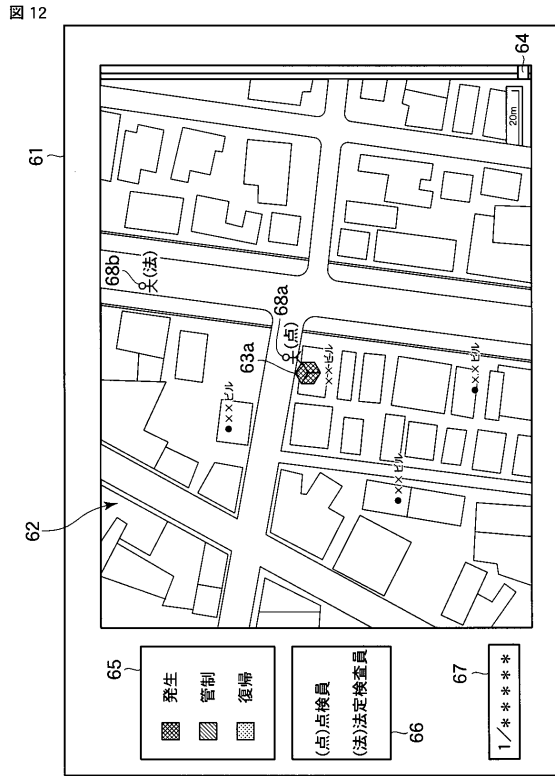 図 12
61
62
68b
(法)
63a
68a
(点)
××ビル
××ビル
××ビル
××ビル
64
20m
65
発生
管制
復帰
(点)点検員
(法)法定検査員
66
67
1/*****